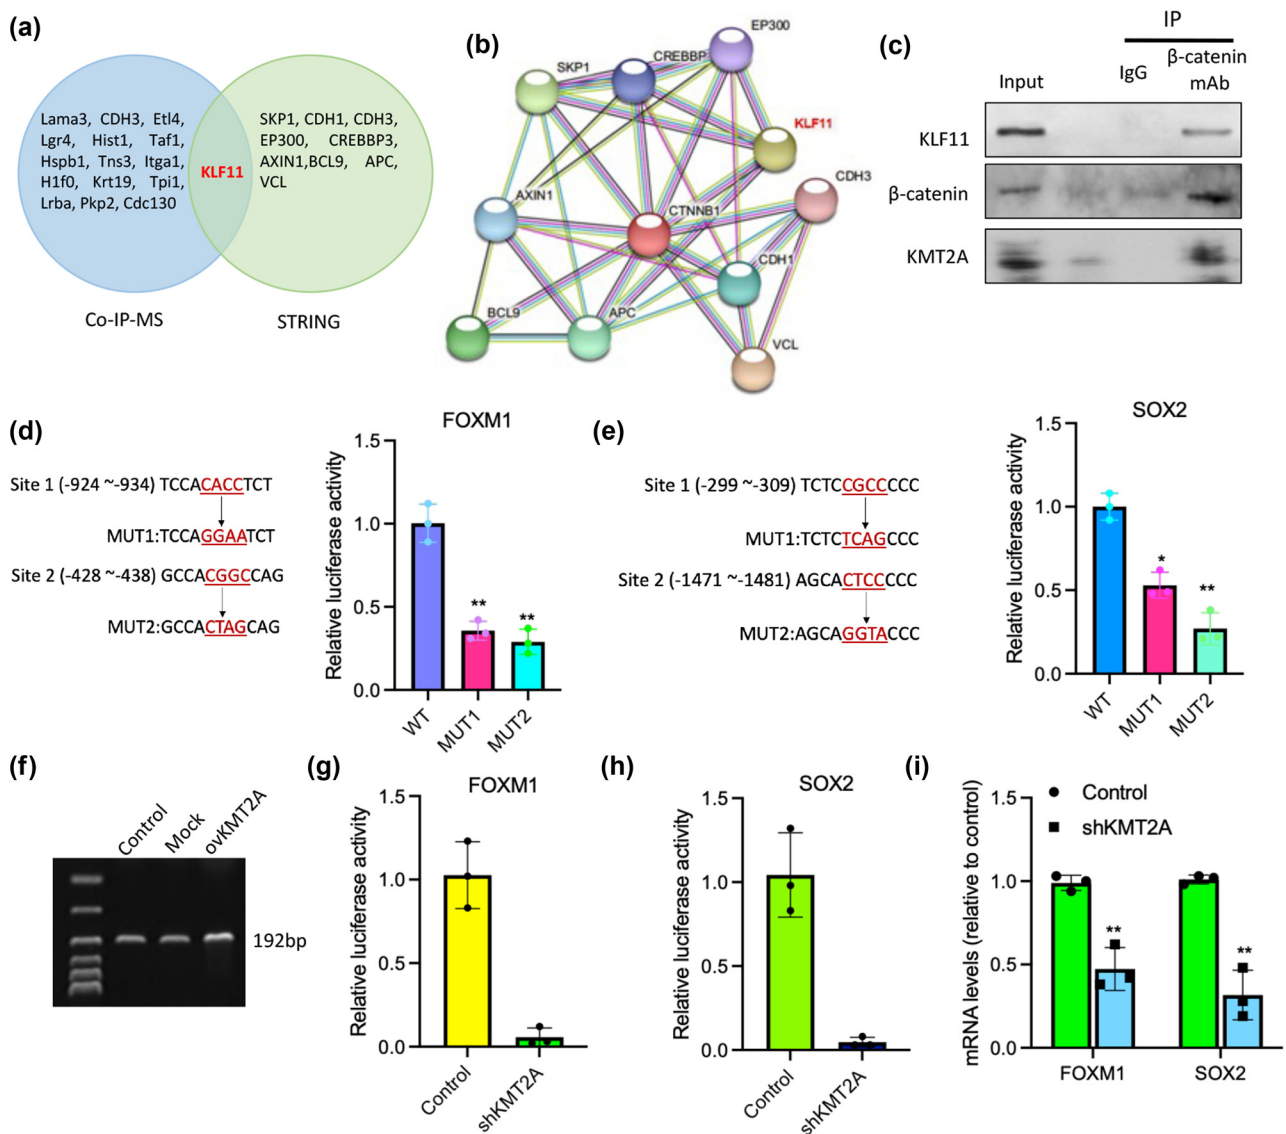 (a)
Lama3, CDH3, Etl4,
Lgr4, Hist1, Taf1,
Hspb1, Tns3, Itga1,
H1f0, Krt19, Tpi1,
Lrba, Pkp2, Cdc130
KLF11
SKP1, CDH1, CDH3,
EP300, CREBBP3,
AXIN1,BCL9, APC,
VCL
Co-IP-MS
STRING
(b)
EP300
CREBBP
SKP1
KLF11
CDH3
AXIN1
CTNNB1
CDH1
BCL9
APC
VCL
(c)
IP
Input
IgG
β-catenin
mAb
KLF11
β-catenin
KMT2A
(d)
Site 1 (-924 ~-934) TCCACACCTCT
MUT1:TCCAGGAATCT
Site 2 (-428 ~-438) GCCACGGCCAG
MUT2:GCCACTAGCAG
FOXM1
Relative luciferase activity
1.5
1.0
0.5
0.0
**
**
WT
MUT1
MUT2
(e)
Site 1 (-299 ~-309) TCTCCGCCCCC
MUT1:TCTCTCAGCCC
Site 2 (-1471 ~-1481) AGCACTCCCCC
MUT2:AGCAGGTACCC
SOX2
Relative luciferase activity
1.5
1.0
0.5
0.0
*
**
WT
MUT1
MUT2
(f)
Control
Mock
ovKMT2A
192bp
(g)
FOXM1
Relative luciferase activity
1.5
1.0
0.5
0.0
Control
shKMT2A
(h)
SOX2
Relative luciferase activity
1.5
1.0
0.5
0.0
Control
shKMT2A
(i)
mRNA levels (relative to control)
Control
shKMT2A
1.5
1.0
0.5
0.0
**
**
FOXM1
SOX2